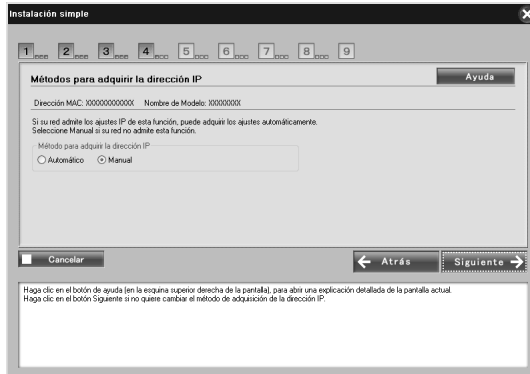 Instalación simple
1 2 3 4 5 6 7 8 9
Métodos para adquirir la dirección IP
Ayuda
Dirección MAC: XXXXXXXXXXXX Nombre de Modelo: XXXXXXXX
Si su red admite los ajustes IP de esta función, puede adquirir los ajustes automáticamente.
Seleccione Manual si su red no admite esta función.
Método para adquirir la dirección IP
Automático Manual
Cancelar
Atrás
Siguiente
Haga clic en el botón de ayuda (en la esquina superior derecha de la pantalla), para abrir una explicación detallada de la pantalla actual.
Haga clic en el botón Siguiente si no quiere cambiar el método de adquisición de la dirección IP.